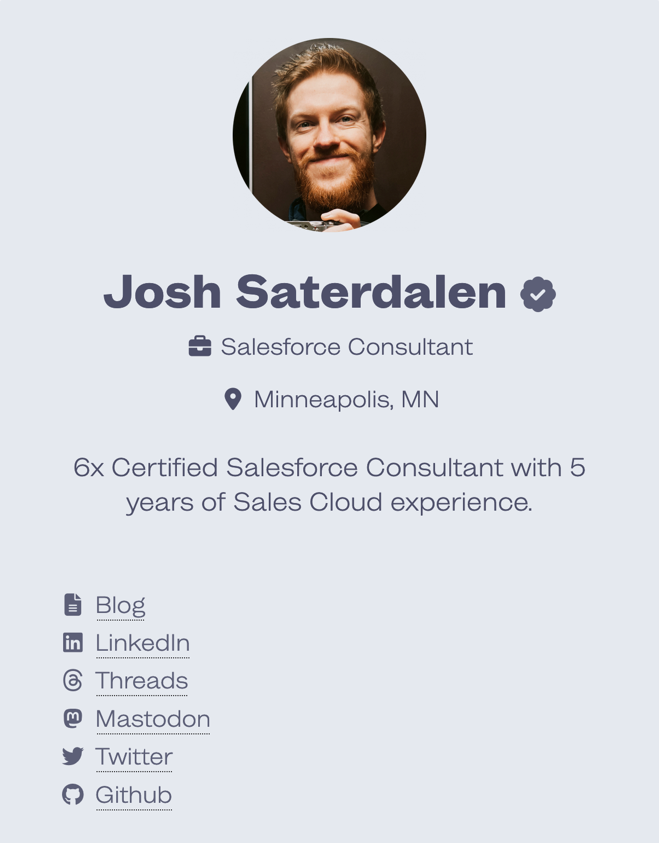 Josh Saterdalen
Salesforce Consultant
Minneapolis, MN
6x Certified Salesforce Consultant with 5
years of Sales Cloud experience.
Blog
LinkedIn
Threads
Mastodon
Twitter
Github